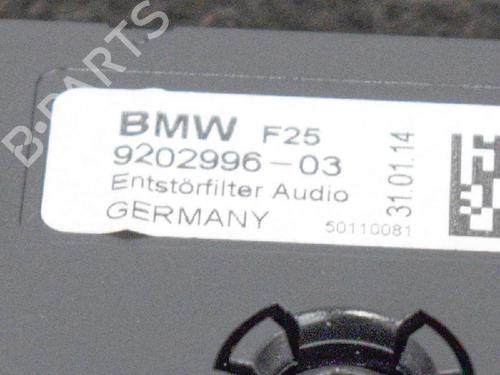 B-PARTS
BMW F25
9202996-03
Entstörfilter Audio
GERMANY
50110081
31.01.14